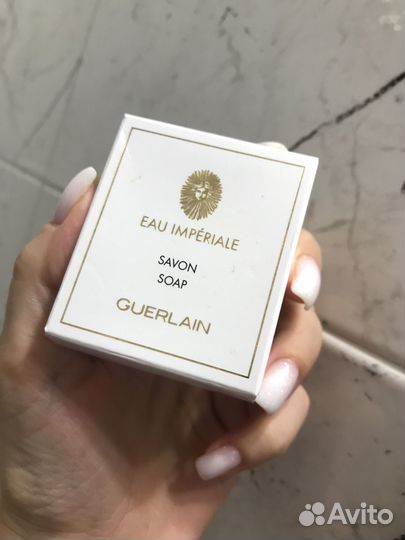 EAU IMPÉRIALE
SAVON
SOAP
GUERLAIN
Avito